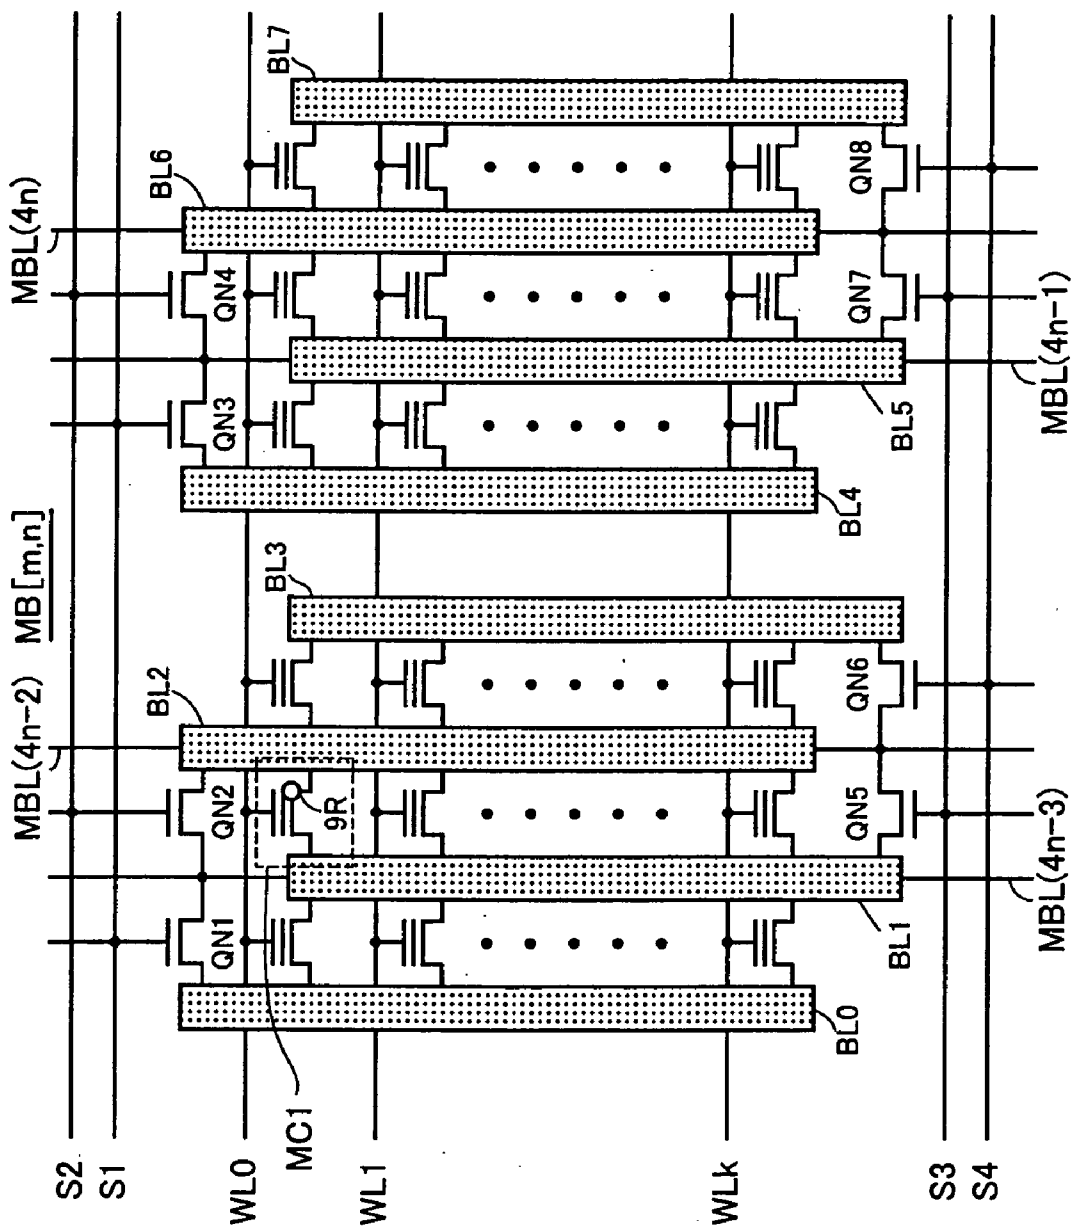 MBL(4n-2)
MB[m,n]
MBL(4n)
S2
S1
WL0
MC1
WL1
WLk
S3
S4
BL2
BL3
BL6
BL7
QN1
QN2
QN3
QN4
9R
QN5
QN6
QN7
QN8
BL0
BL1
BL4
BL5
MBL(4n-3)
MBL(4n-1)